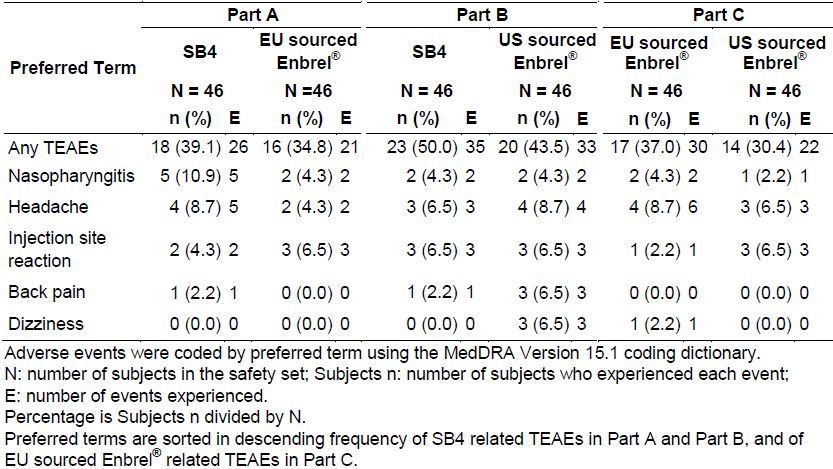 Part A Part B Part C
Preferred Term SB4 EU sourced Enbrel® SB4 US sourced Enbrel® EU sourced Enbrel® US sourced Enbrel®
N = 46 N =46 N = 46 N = 46 N = 46 N = 46
n (%) E n (%) E n (%) E n (%) E n (%) E n (%) E
Any TEAEs 18 (39.1) 26 16 (34.8) 21 23 (50.0) 35 20 (43.5) 33 17 (37.0) 30 14 (30.4) 22
Nasopharyngitis 5 (10.9) 5 2 (4.3) 2 2 (4.3) 2 2 (4.3) 2 2 (4.3) 2 1 (2.2) 1
Headache 4 (8.7) 5 2 (4.3) 2 3 (6.5) 3 4 (8.7) 4 4 (8.7) 6 3 (6.5) 3
Injection site reaction 2 (4.3) 2 3 (6.5) 3 3 (6.5) 3 3 (6.5) 3 1 (2.2) 1 3 (6.5) 3
Back pain 1 (2.2) 1 0 (0.0) 0 1 (2.2) 1 3 (6.5) 3 0 (0.0) 0 0 (0.0) 0
Dizziness 0 (0.0) 0 0 (0.0) 0 0 (0.0) 0 3 (6.5) 3 1 (2.2) 1 0 (0.0) 0
Adverse events were coded by preferred term using the MedDRA Version 15.1 coding dictionary.
N: number of subjects in the safety set; Subjects n: number of subjects who experienced each event;
E: number of events experienced.
Percentage is Subjects n divided by N.
Preferred terms are sorted in descending frequency of SB4 related TEAEs in Part A and Part B, and of
EU sourced Enbrel® related TEAEs in Part C.